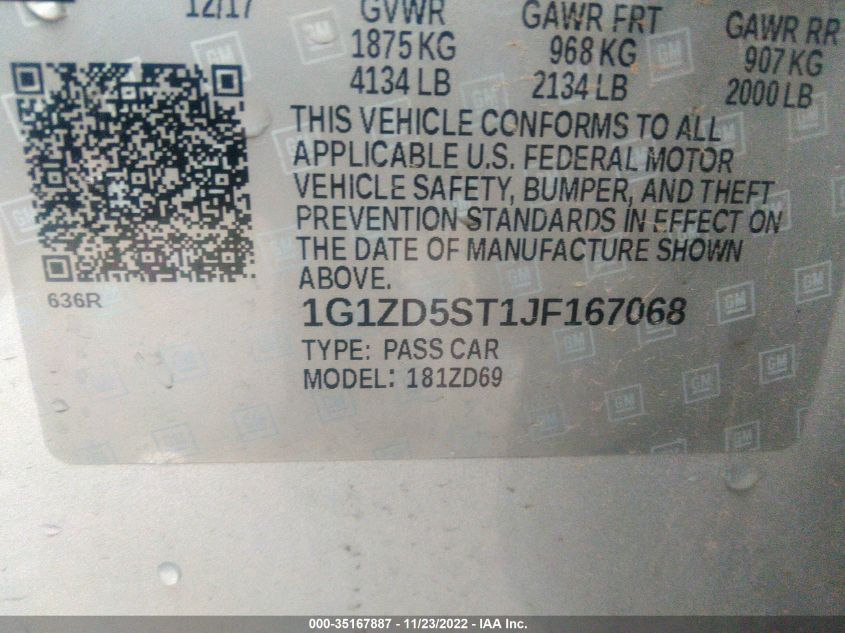 12/17 GVWR GAWR FRT GAWR RR
1875 KG 968 KG 907 KG
4134 LB 2134 LB 2000 LB
THIS VEHICLE CONFORMS TO ALL
APPLICABLE U.S. FEDERAL MOTOR
VEHICLE SAFETY, BUMPER, AND THEFT
PREVENTION STANDARDS IN EFFECT ON
THE DATE OF MANUFACTURE SHOWN
ABOVE.
636R
1G1ZD5ST1JF167068
TYPE: PASS CAR
MODEL: 181ZD69
GM
000-35167887 - 11/23/2022 - IAA Inc.